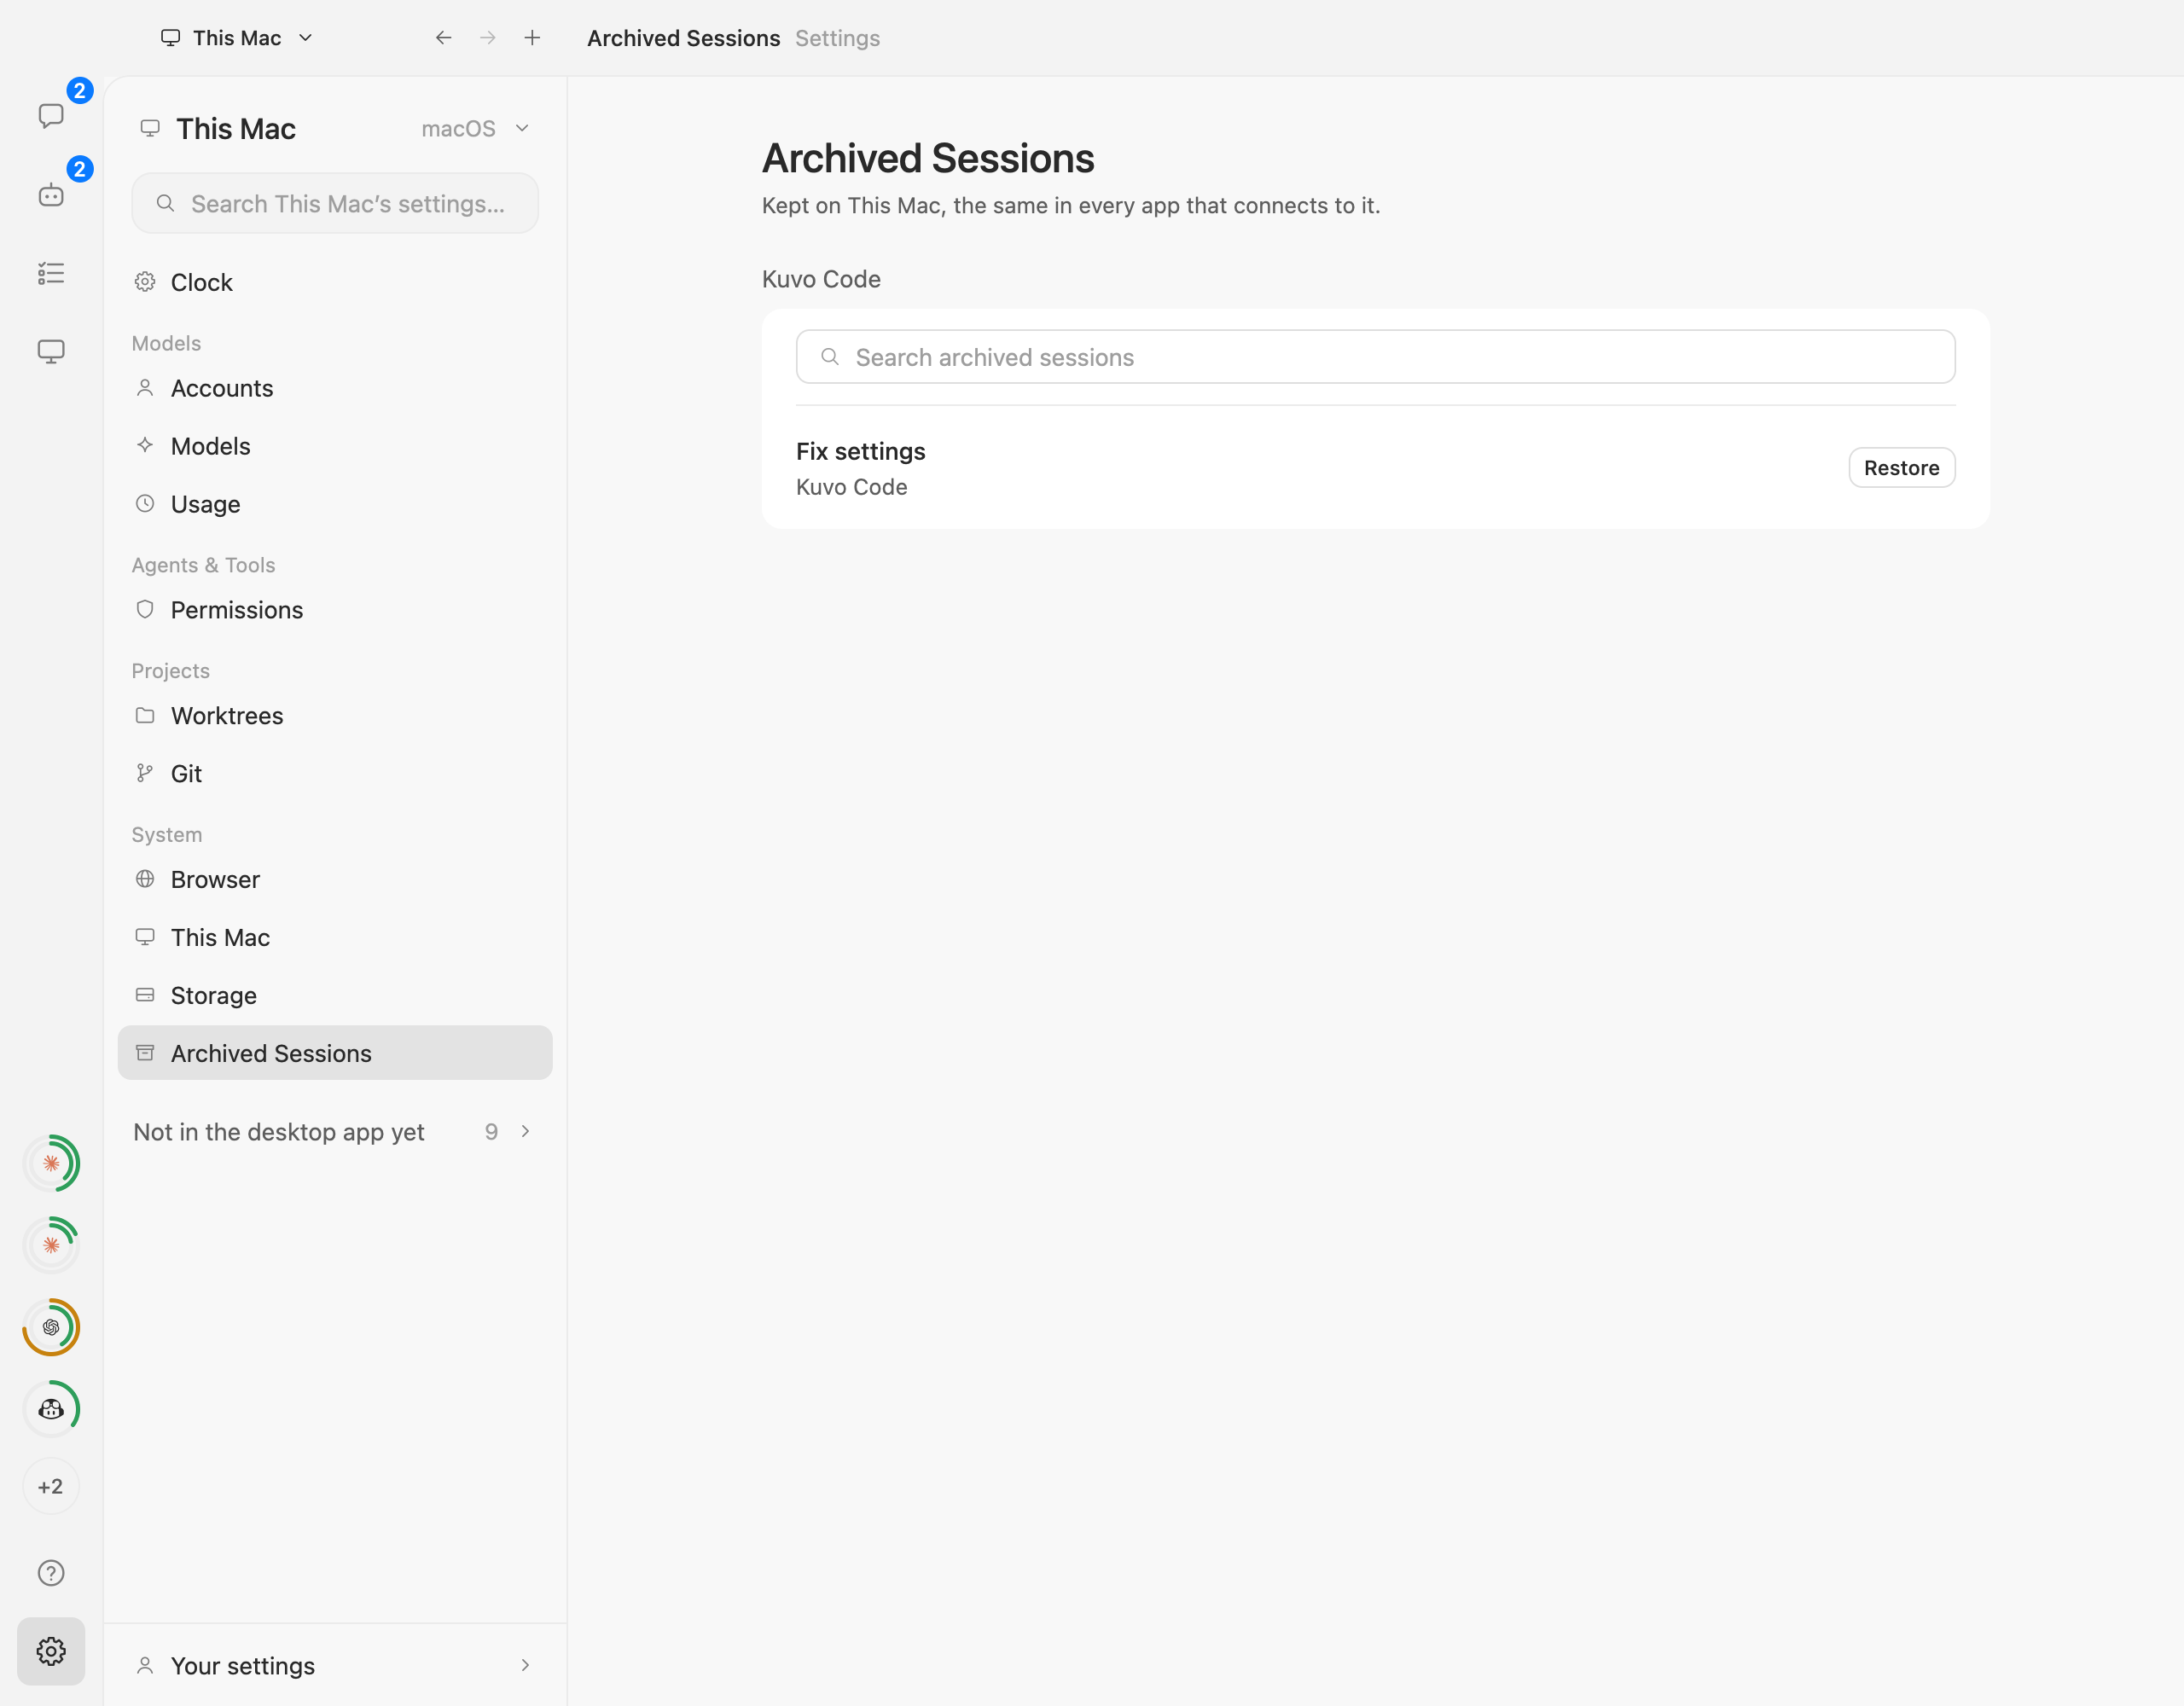 This Mac
Archived Sessions Settings
2
2
This Mac macOS
Search This Mac’s settings...
Clock
Models
Accounts
Models
Usage
Agents & Tools
Permissions
Projects
Worktrees
Git
System
Browser
This Mac
Storage
Archived Sessions
Not in the desktop app yet 9
+2
Your settings
Archived Sessions
Kept on This Mac, the same in every app that connects to it.
Kuvo Code
Search archived sessions
Fix settings
Kuvo Code
Restore